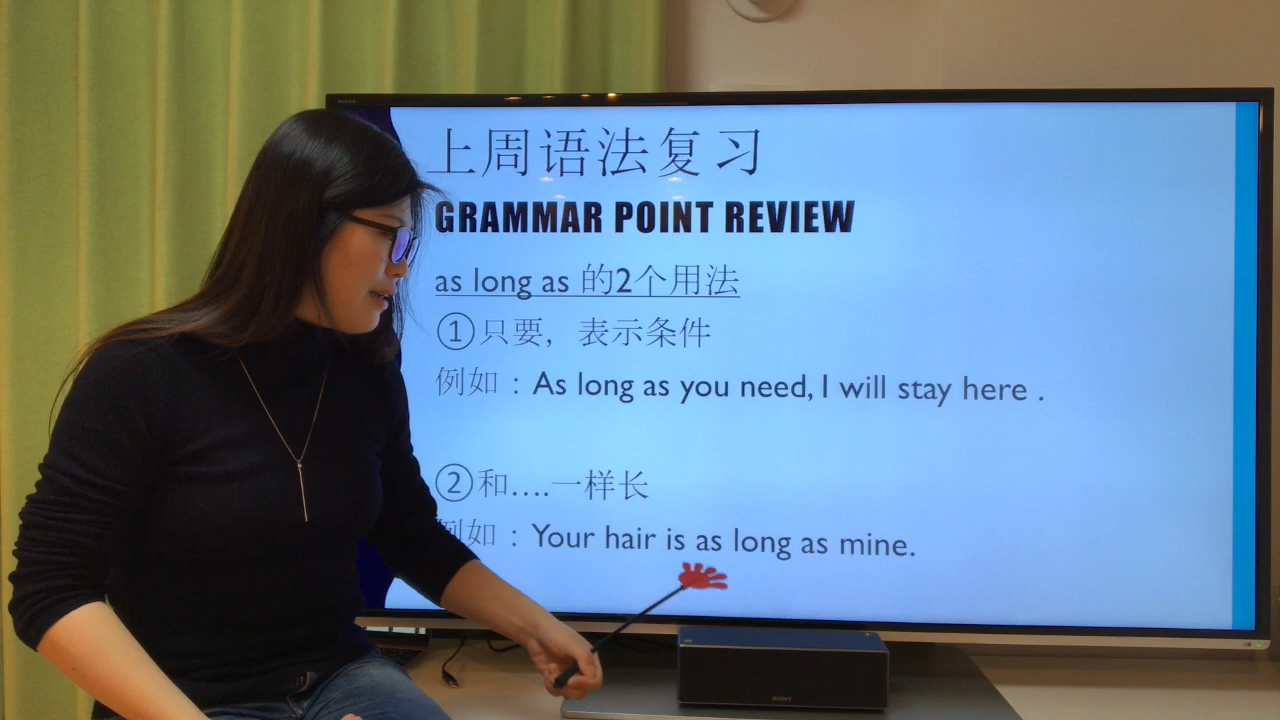 上周语法复习
GRAMMAR POINT REVIEW
as long as 的2个用法
①只要，表示条件
例如：As long as you need, I will stay here .
②和….一样长
例如：Your hair is as long as mine.
SONY